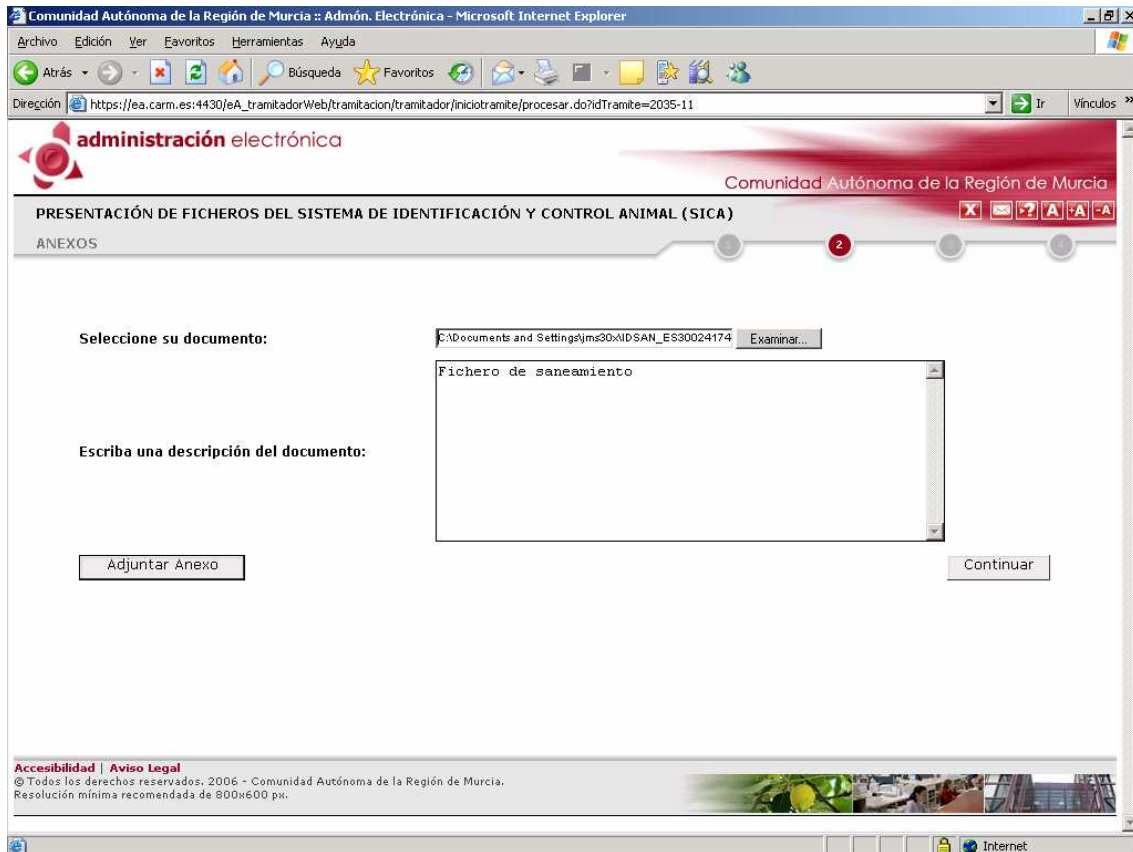 Comunidad Autónoma de la Región de Murcia :: Admón. Electrónica - Microsoft Internet Explorer
Archivo Edición Ver Favoritos Herramientas Ayuda
Atrás Búsqueda Favoritos
Dirección https://ea.carm.es:4430/eA_tramitadorWeb/tramitacion/tramitador/iniciotramite/procesar.do?idTramite=2035-11 Ir Vínculos »
administración electrónica
Comunidad Autónoma de la Región de Murcia
PRESENTACIÓN DE FICHEROS DEL SISTEMA DE IDENTIFICACIÓN Y CONTROL ANIMAL (SICA) X ? A +A -A
ANEXOS 1 2 3 4
Seleccione su documento: C:\Documents and Settings\jms30x\IDSAN_ES30024174 Examinar...
Fichero de saneamiento
Escriba una descripción del documento:
Adjuntar Anexo Continuar
Accesibilidad | Aviso Legal
© Todos los derechos reservados. 2006 - Comunidad Autónoma de la Región de Murcia.
Resolución mínima recomendada de 800x600 px.
Internet